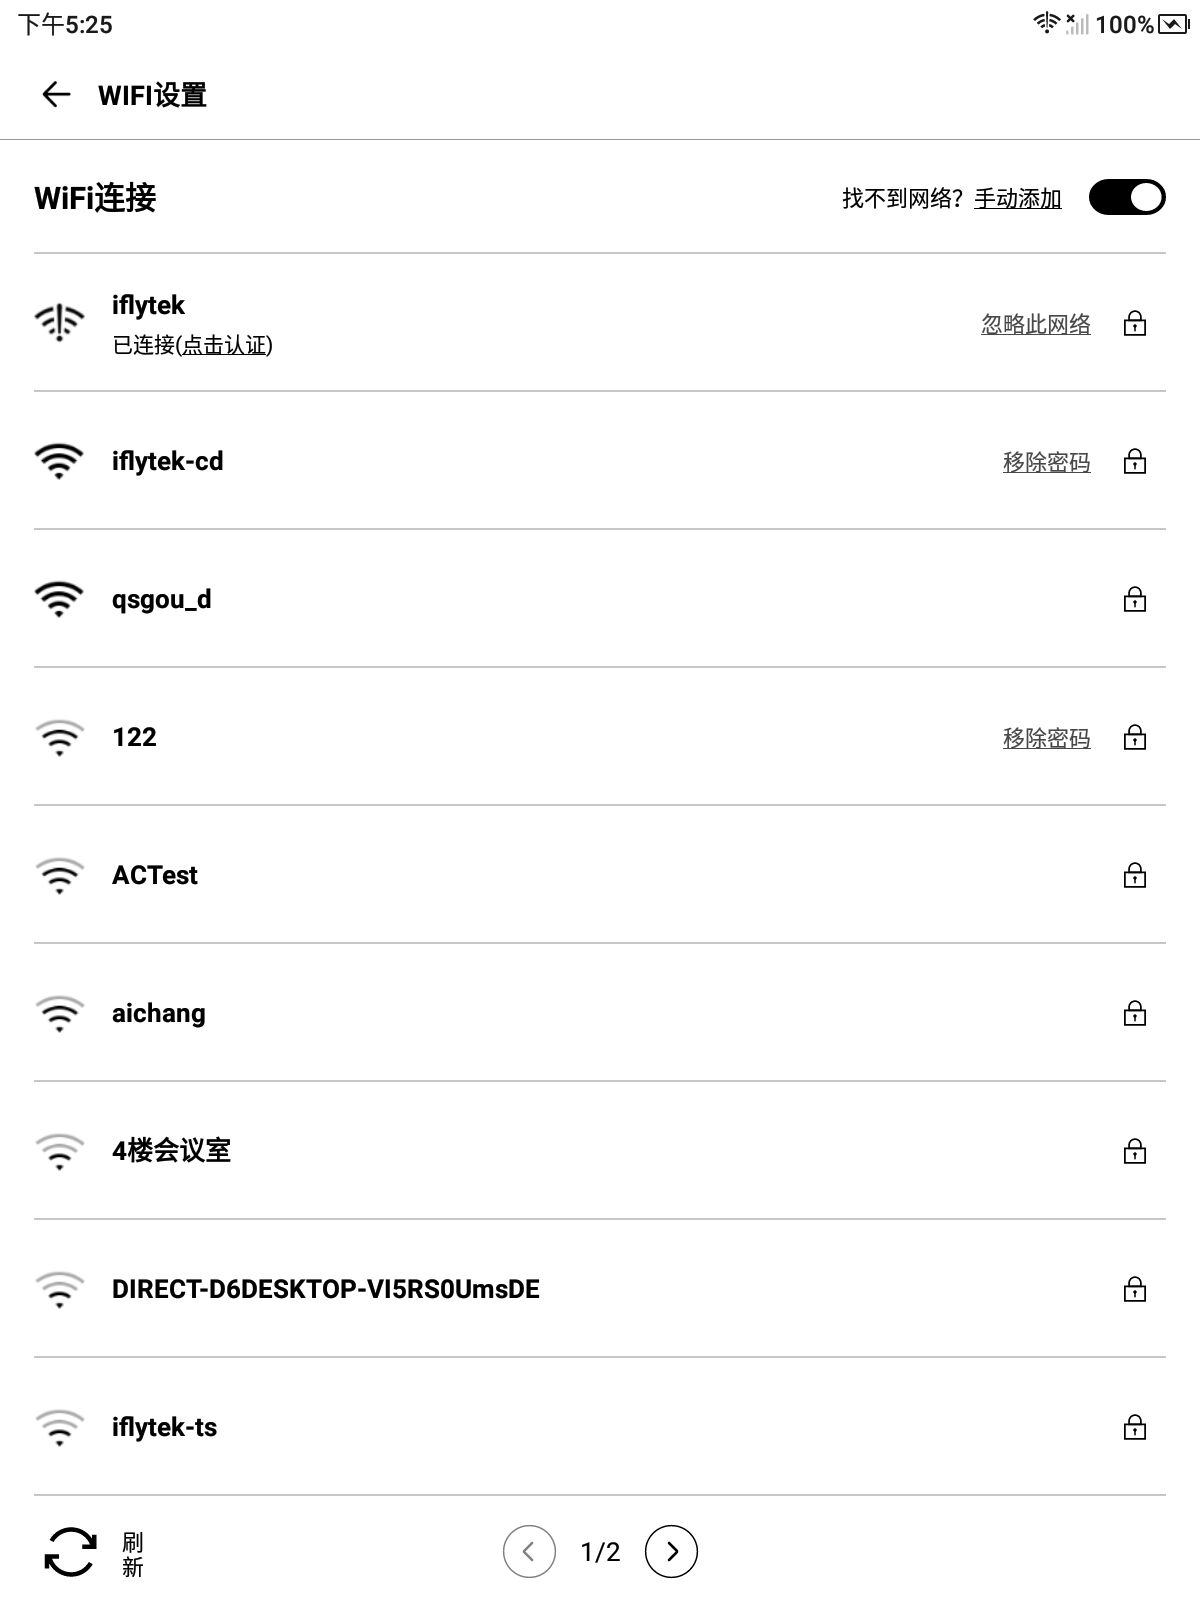 下午5:25 100%
WIFI设置
WiFi连接 找不到网络? 手动添加
iflytek
已连接(点击认证) 忽略此网络
iflytek-cd 移除密码
qsgou_d
122 移除密码
ACTest
aichang
4楼会议室
DIRECT-D6DESKTOP-VI5RS0UmsDE
iflytek-ts
刷
新
1/2